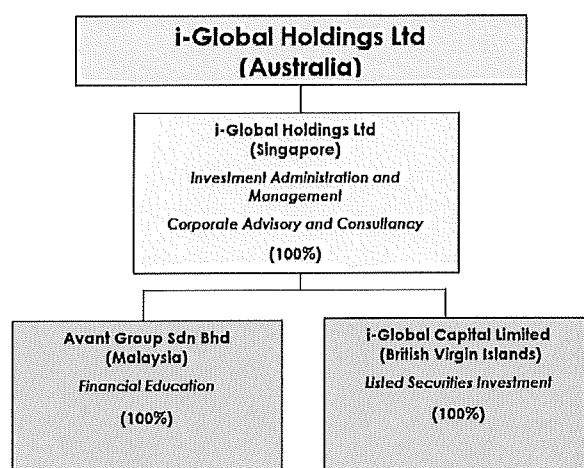 i-Global Holdings Ltd
(Australia)
i-Global Holdings Ltd
(Singapore)
Investment Administration and
Management
Corporate Advisory and Consultancy
(100%)
Avant Group Sdn Bhd
(Malaysia)
Financial Education
(100%)
i-Global Capital Limited
(British Virgin Islands)
Listed Securities Investment
(100%)